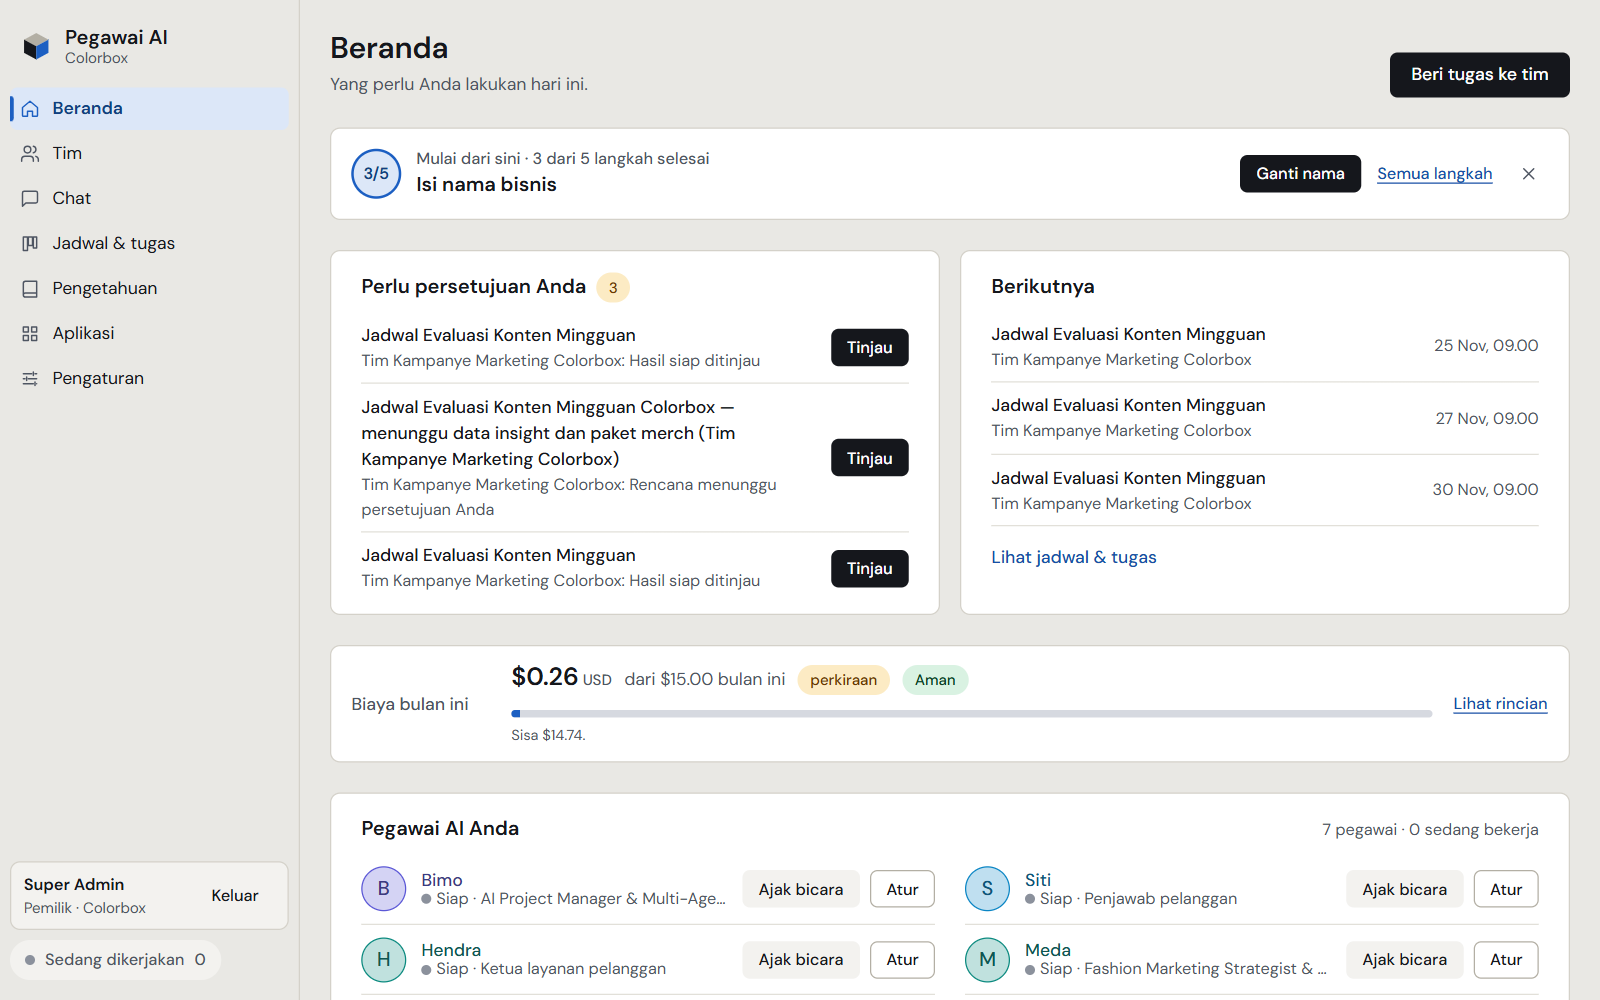 Pegawai AI
Colorbox
Beranda
Tim
Chat
Jadwal & tugas
Pengetahuan
Aplikasi
Pengaturan
Super Admin
Pemilik · Colorbox
Keluar
Sedang dikerjakan 0
Beranda
Yang perlu Anda lakukan hari ini.
Beri tugas ke tim
3/5
Mulai dari sini · 3 dari 5 langkah selesai
Isi nama bisnis
Ganti nama
Semua langkah
Perlu persetujuan Anda 3
Jadwal Evaluasi Konten Mingguan
Tim Kampanye Marketing Colorbox: Hasil siap ditinjau
Tinjau
Jadwal Evaluasi Konten Mingguan Colorbox —
menunggu data insight dan paket merch (Tim
Kampanye Marketing Colorbox)
Tim Kampanye Marketing Colorbox: Rencana menunggu
persetujuan Anda
Tinjau
Jadwal Evaluasi Konten Mingguan
Tim Kampanye Marketing Colorbox: Hasil siap ditinjau
Tinjau
Berikutnya
Jadwal Evaluasi Konten Mingguan
Tim Kampanye Marketing Colorbox
25 Nov, 09.00
Jadwal Evaluasi Konten Mingguan
Tim Kampanye Marketing Colorbox
27 Nov, 09.00
Jadwal Evaluasi Konten Mingguan
Tim Kampanye Marketing Colorbox
30 Nov, 09.00
Lihat jadwal & tugas
Biaya bulan ini
$0.26 USD dari $15.00 bulan ini perkiraan Aman
Sisa $14.74.
Lihat rincian
Pegawai AI Anda
7 pegawai · 0 sedang bekerja
B
Bimo
Siap · AI Project Manager & Multi-Age...
Ajak bicara
Atur
S
Siti
Siap · Penjawab pelanggan
Ajak bicara
Atur
H
Hendra
Siap · Ketua layanan pelanggan
Ajak bicara
Atur
M
Meda
Siap · Fashion Marketing Strategist & ...
Ajak bicara
Atur